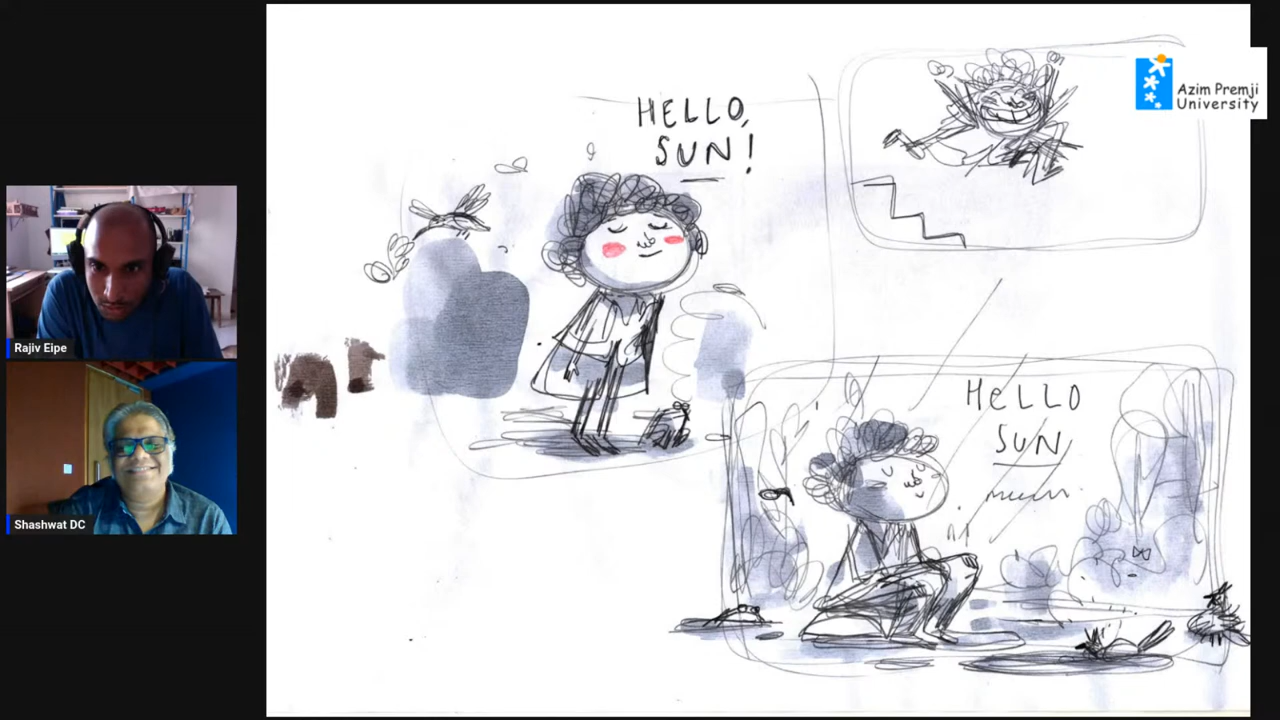 HELLO,
SUN!
Azim Premji
University
HELLO
SUN
Rajiv Eipe
Shashwat DC